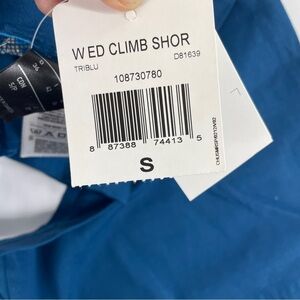 W ED CLIMB SHOR
TRIBLU D81639
108730780
8 87388 74413 5
S